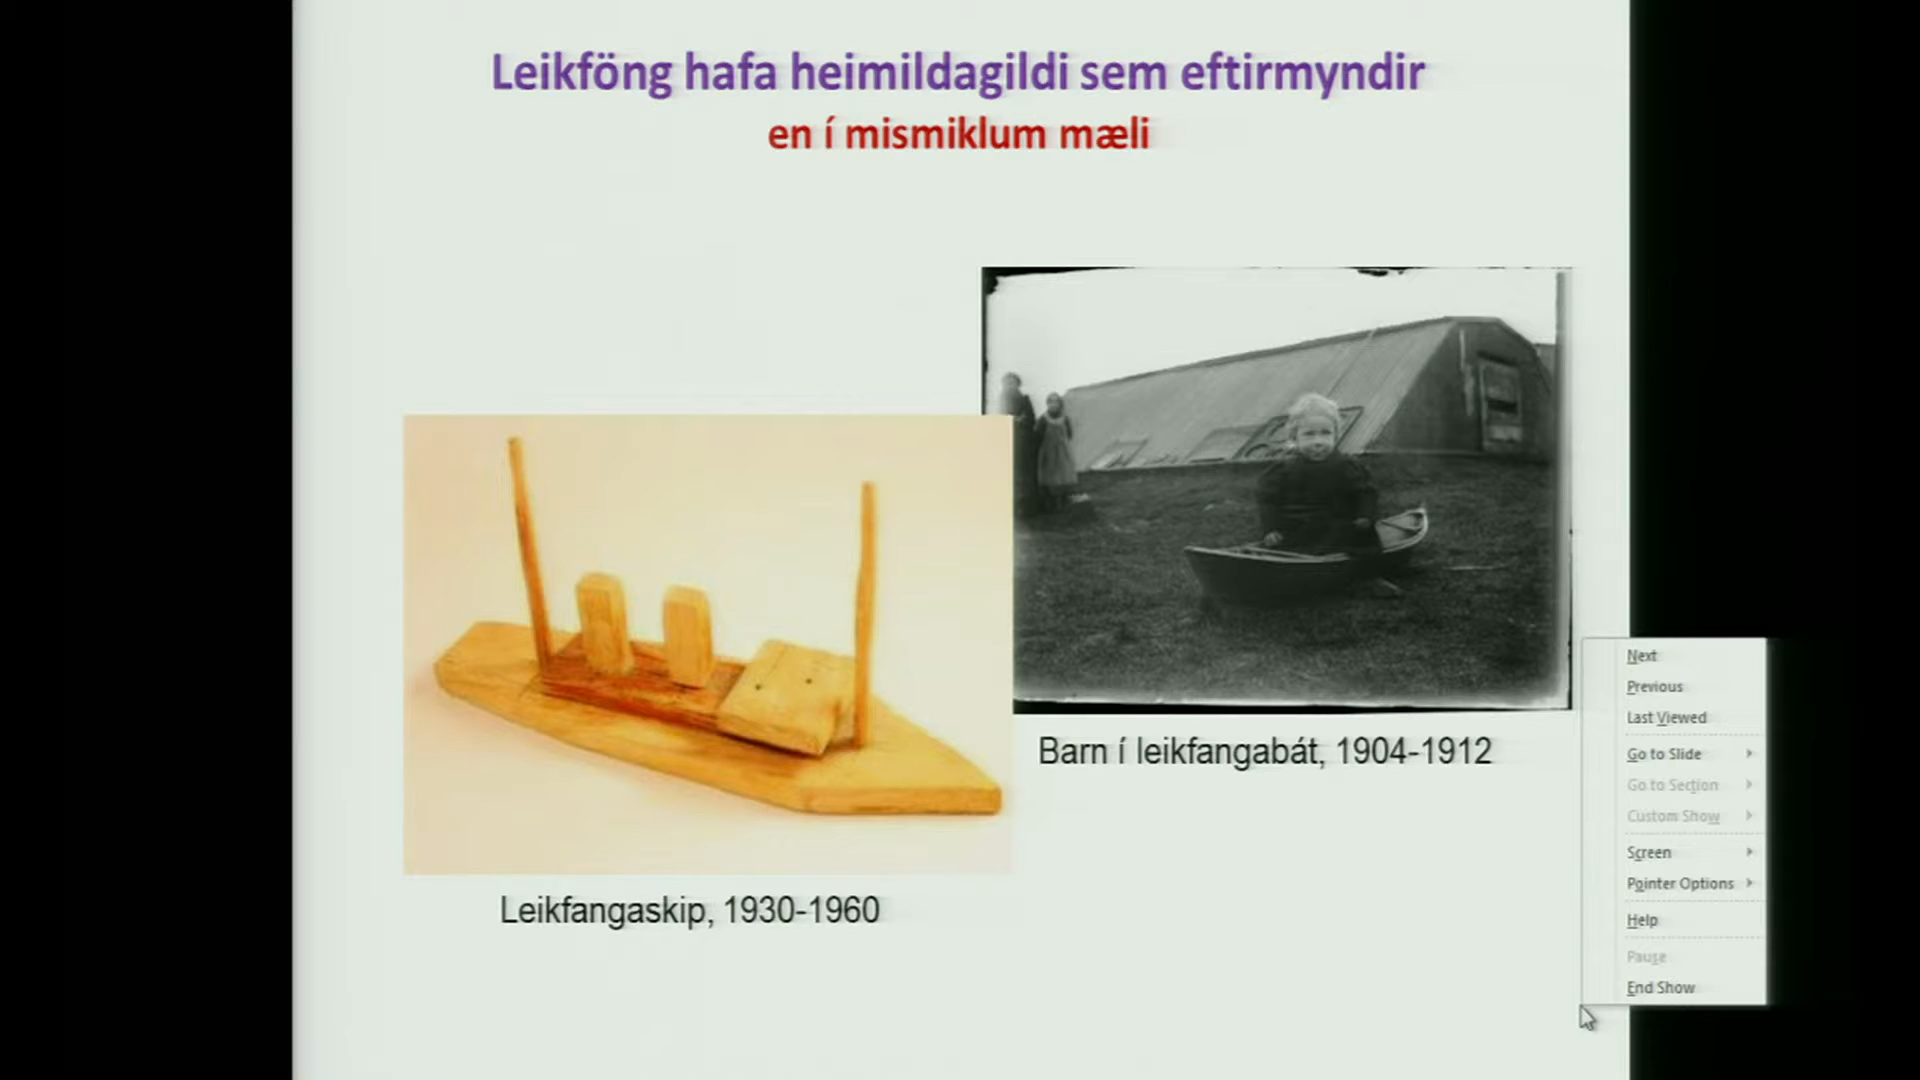 Leikföng hafa heimildagildi sem eftirmyndir
en í mismiklum mæli
Barn í leikfangabát, 1904-1912
Leikfangaskip, 1930-1960
Next
Previous
Last Viewed
Go to Slide
Go to Section
Custom Show
Screen
Pointer Options
Help
Pause
End Show